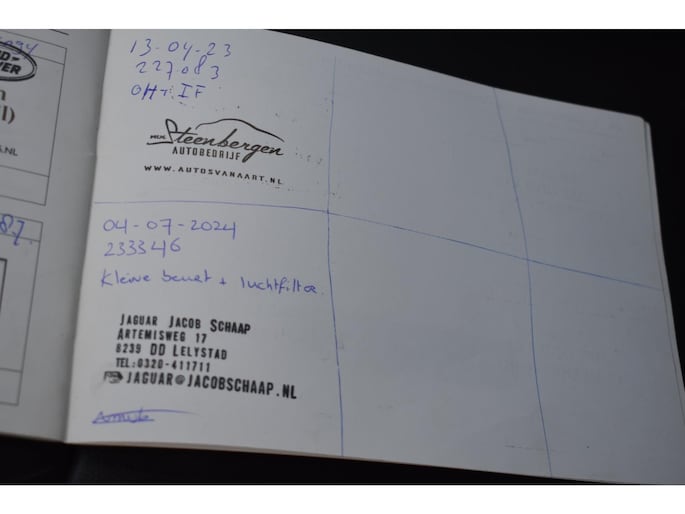 13-04-23
227083
OH + IF
Steenbergen
AUTOBEDRIJF
WWW.AUTOSVANAART.NL
04-07-2024
233346
Kleine beurt + luchtfilter.
JAGUAR JACOB SCHAAP
ARTEMISWEG 17
8239 DD LELYSTAD
TEL:0320-411711
JAGUAR@JACOBSCHAAP.NL